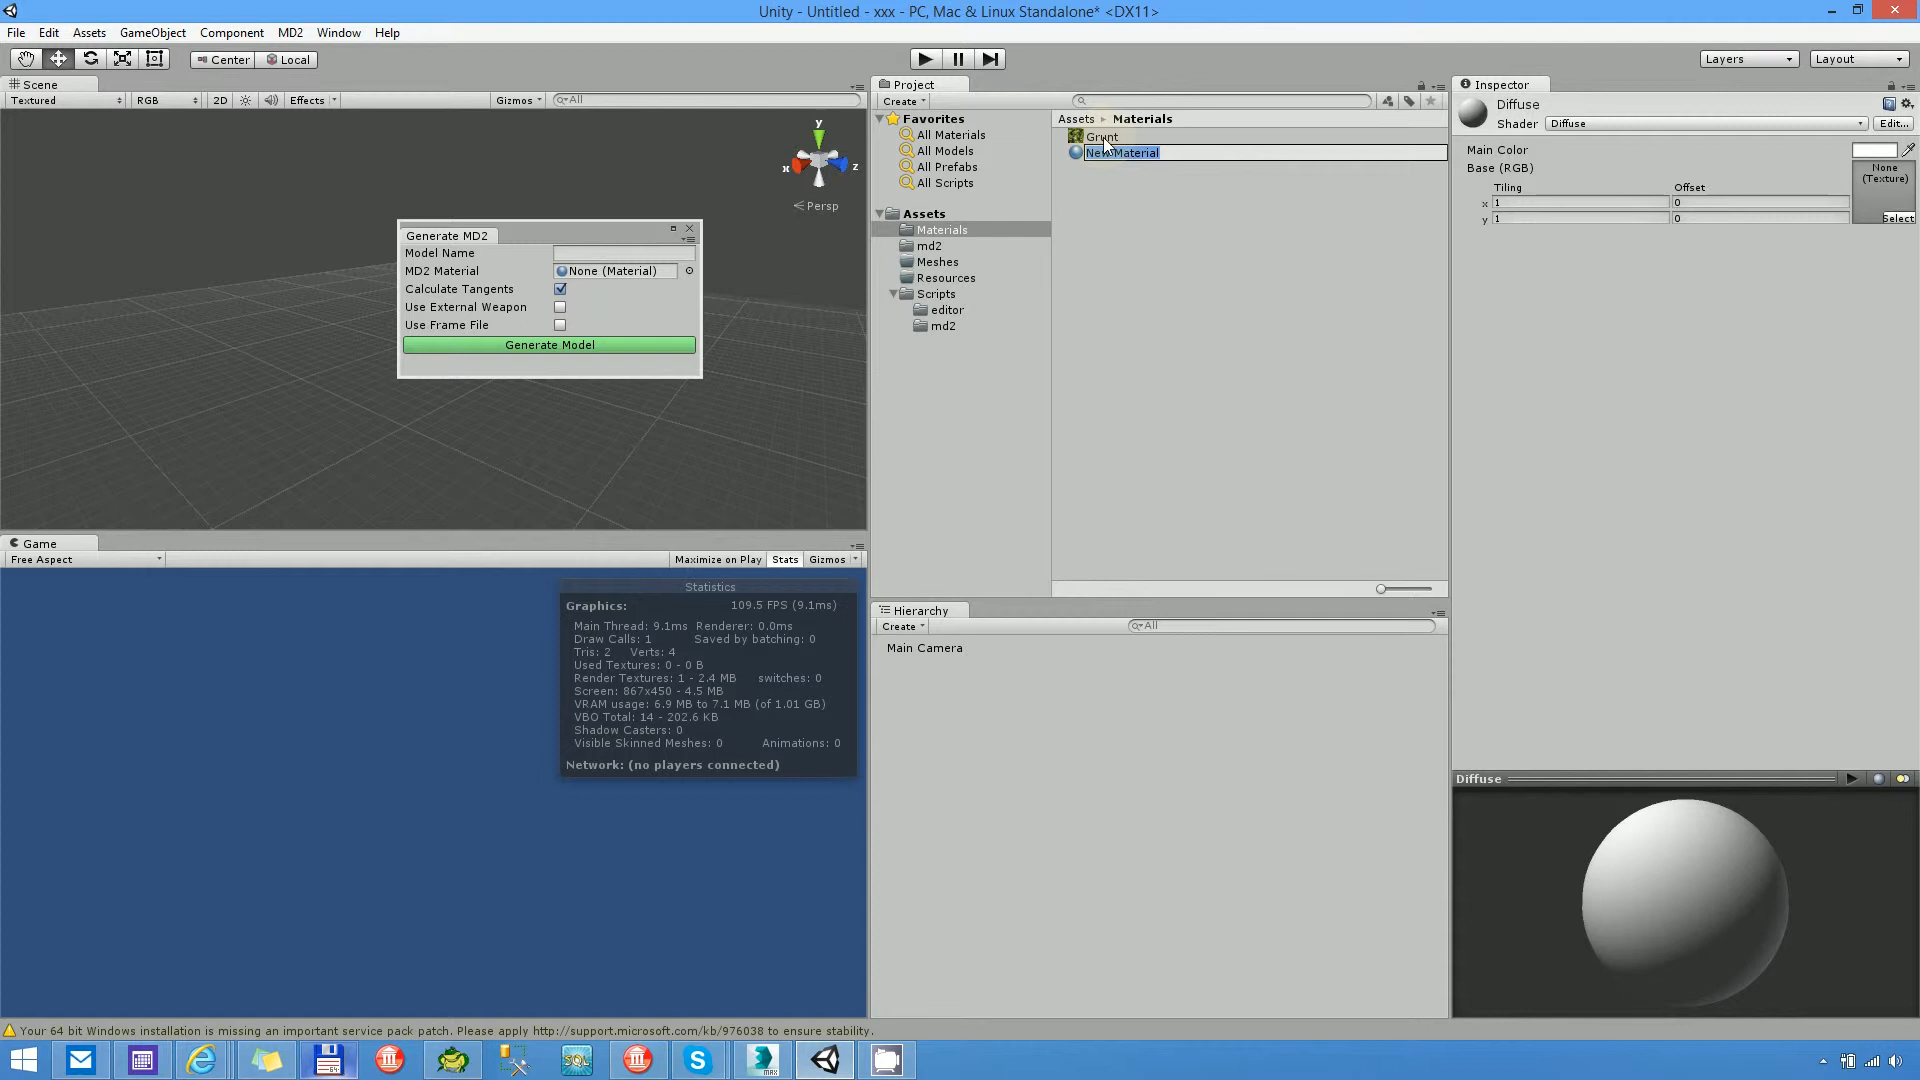 Unity - Untitled - xxx - PC, Mac & Linux Standalone* <DX11>
File Edit Assets GameObject Component MD2 Window Help
Center Local Layers Layout
Scene
Textured RGB 2D Effects Gizmos All
y
x z
Persp
Generate MD2
Model Name
MD2 Material None (Material)
Calculate Tangents
Use External Weapon
Use Frame File
Generate Model
Game
Free Aspect Maximize on Play Stats Gizmos
Statistics
Graphics: 109.5 FPS (9.1ms)
Main Thread: 9.1ms Renderer: 0.0ms
Draw Calls: 1 Saved by batching: 0
Tris: 2 Verts: 4
Used Textures: 0 - 0 B
Render Textures: 1 - 2.4 MB switches: 0
Screen: 867x450 - 4.5 MB
VRAM usage: 6.9 MB to 7.1 MB (of 1.01 GB)
VBO Total: 14 - 202.6 KB
Shadow Casters: 0
Visible Skinned Meshes: 0 Animations: 0
Network: (no players connected)
Project
Create
Favorites
All Materials
All Models
All Prefabs
All Scripts
Assets
Materials
md2
Meshes
Resources
Scripts
editor
md2
Assets Materials
Grunt
New Material
Hierarchy
Create All
Main Camera
Inspector
Diffuse
Shader Diffuse Edit...
Main Color
Base (RGB)
None
(Texture)
Tiling Offset
x 1 0
y 1 0
Select
Diffuse
Your 64 bit Windows installation is missing an important service pack patch. Please apply http://support.microsoft.com/kb/976038 to ensure stability.
64
SQL
S
MAX